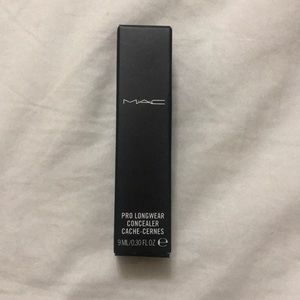 MAC
PRO LONGWEAR
CONCEALER
CACHE-CERNES
9 ML/0.30 FL OZ ℮